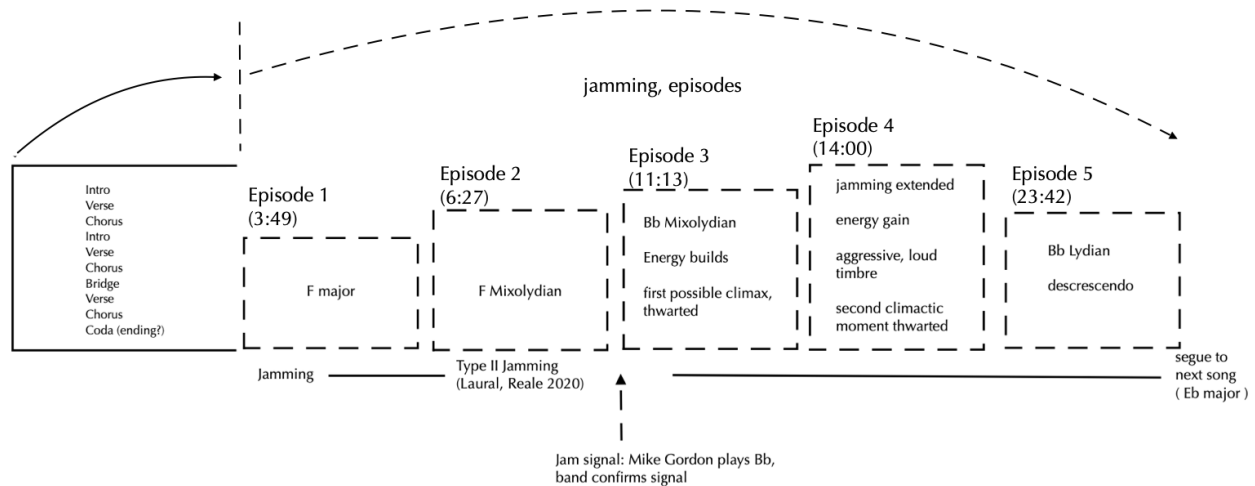 jamming, episodes
Intro
Verse
Chorus
Intro
Verse
Chorus
Bridge
Verse
Chorus
Coda (ending?)
Episode 1
(3:49)
F major
Episode 2
(6:27)
F Mixolydian
Episode 3
(11:13)
Bb Mixolydian
Energy builds
first possible climax,
thwarted
Episode 4
(14:00)
jamming extended
energy gain
aggressive, loud
timbre
second climactic
moment thwarted
Episode 5
(23:42)
Bb Lydian
descrescendo
Jamming
Type II Jamming
(Laural, Reale 2020)
segue to
next song
( Eb major )
Jam signal: Mike Gordon plays Bb,
band confirms signal